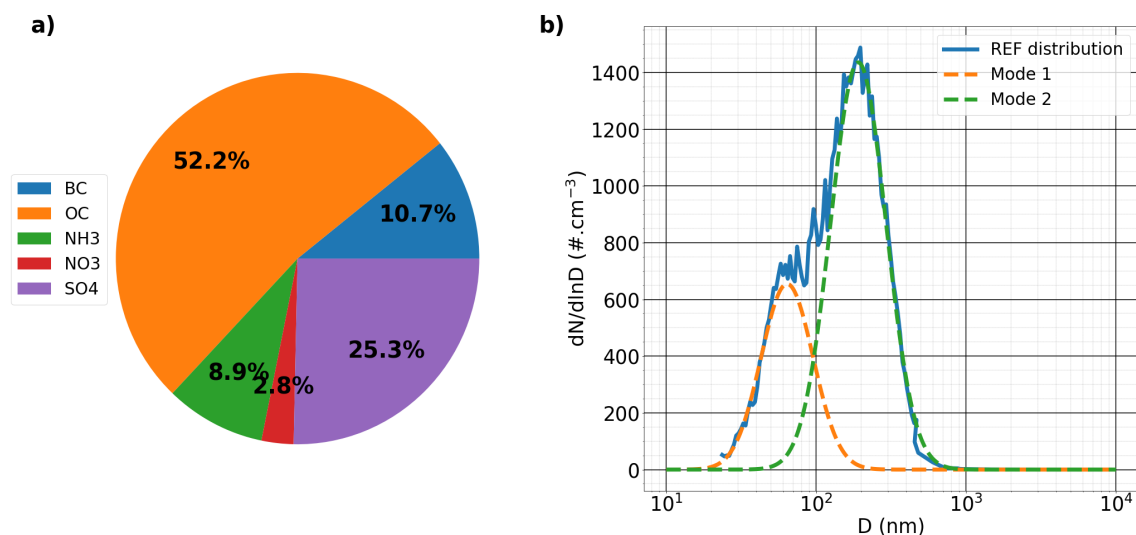 a)
BC
OC
NH3
NO3
SO4
52.2%
10.7%
8.9%
2.8%
25.3%
b)
REF distribution
Mode 1
Mode 2
dN/dlnD (#.cm⁻³)
1400
1200
1000
800
600
400
200
0
10¹
10²
10³
10⁴
D (nm)